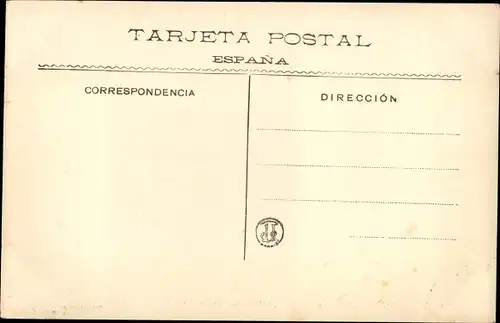 TARJETA POSTAL
ESPAÑA
CORRESPONDENCIA
DIRECCIÓN